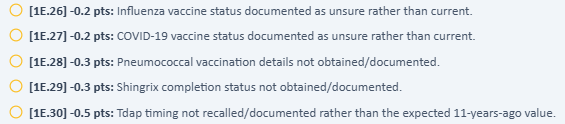 [1E.26] -0.2 pts: Influenza vaccine status documented as unsure rather than current.
[1E.27] -0.2 pts: COVID-19 vaccine status documented as unsure rather than current.
[1E.28] -0.3 pts: Pneumococcal vaccination details not obtained/documented.
[1E.29] -0.3 pts: Shingrix completion status not obtained/documented.
[1E.30] -0.5 pts: Tdap timing not recalled/documented rather than the expected 11-years-ago value.